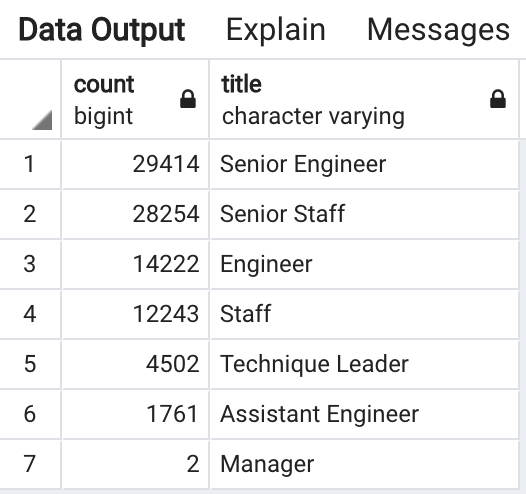 Data Output Explain Messages
count title
bigint character varying
1 29414 Senior Engineer
2 28254 Senior Staff
3 14222 Engineer
4 12243 Staff
5 4502 Technique Leader
6 1761 Assistant Engineer
7 2 Manager